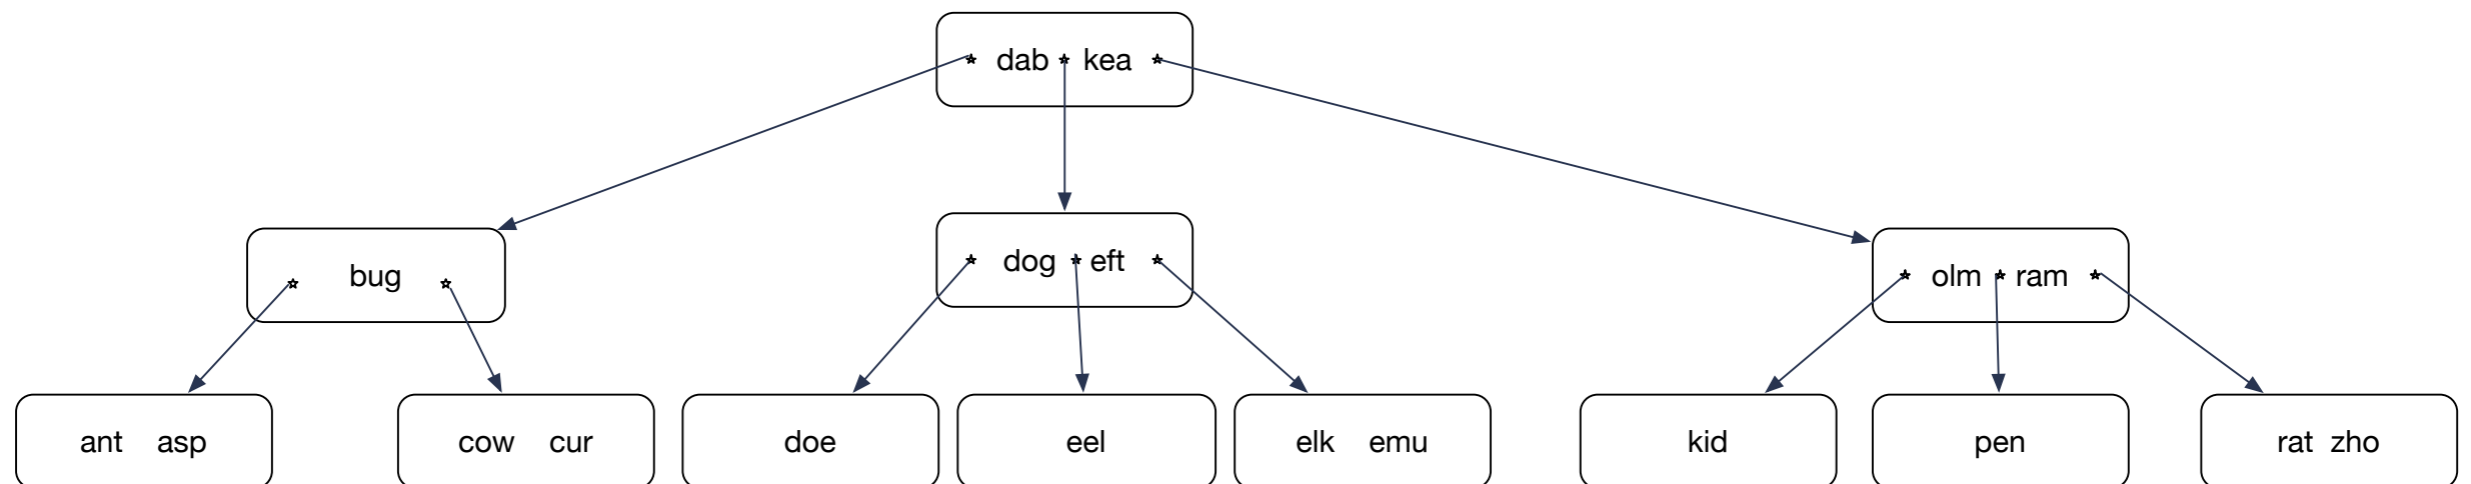 dab kea
bug
dog eft
olm ram
ant asp
cow cur
doe
eel
elk emu
kid
pen
rat zho